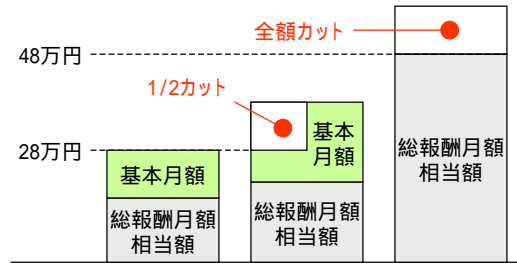 全額カット
48万円
1/2カット
28万円
基本月額
総報酬月額
相当額
基本
月額
総報酬月額
相当額
総報酬月額
相当額